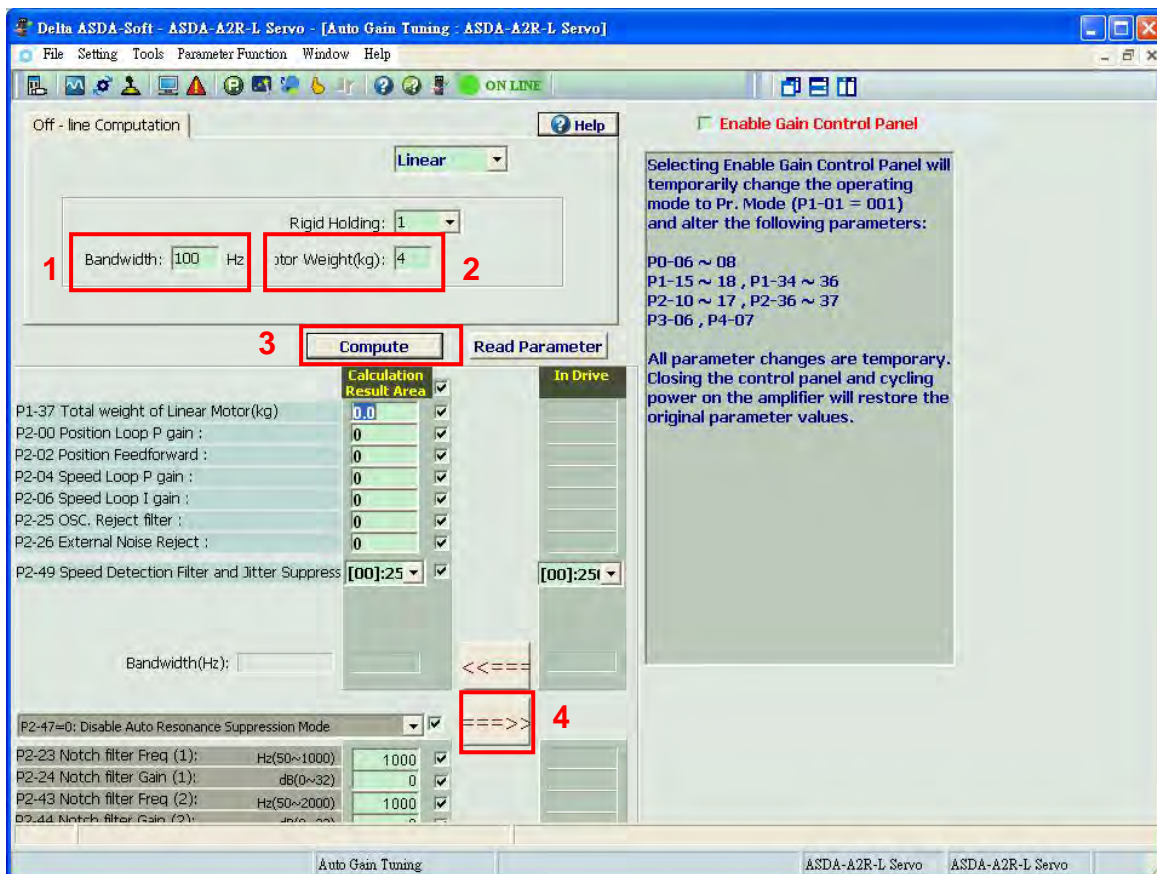 Delta ASDA-Soft - ASDA-A2R-L Servo - [Auto Gain Tuning : ASDA-A2R-L Servo]
File Setting Tools Parameter Function Window Help
ON LINE
Off - line Computation
Help
Linear
Rigid Holding: 1
1
Bandwidth: 100 Hz
otor Weight(kg): 4
2
3
Compute
Read Parameter
Calculation
Result Area
In Drive
P1-37 Total weight of Linear Motor(kg) 0.0
P2-00 Position Loop P gain : 0
P2-02 Position Feedforward : 0
P2-04 Speed Loop P gain : 0
P2-06 Speed Loop I gain : 0
P2-25 OSC. Reject filter : 0
P2-26 External Noise Reject : 0
P2-49 Speed Detection Filter and Jitter Suppress [00]:25 [00]:25(
Bandwidth(Hz):
<<===
===>>
4
P2-47=0: Disable Auto Resonance Suppression Mode
P2-23 Notch filter Freq (1): Hz(50~1000) 1000
P2-24 Notch filter Gain (1): dB(0~32) 0
P2-43 Notch filter Freq (2): Hz(50~2000) 1000
P2-44 Notch filter Gain (2):
Enable Gain Control Panel
Selecting Enable Gain Control Panel will
temporarily change the operating
mode to Pr. Mode (P1-01 = 001)
and alter the following parameters:
P0-06 ~ 08
P1-15 ~ 18 , P1-34 ~ 36
P2-10 ~ 17 , P2-36 ~ 37
P3-06 , P4-07
All parameter changes are temporary.
Closing the control panel and cycling
power on the amplifier will restore the
original parameter values.
Auto Gain Tuning
ASDA-A2R-L Servo
ASDA-A2R-L Servo